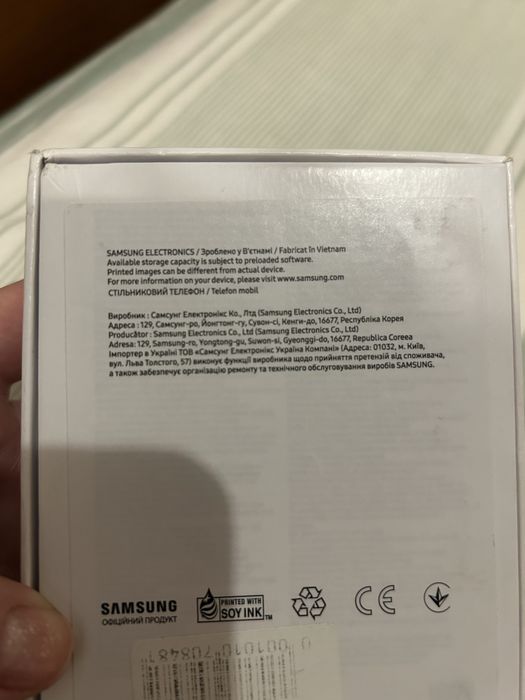 SAMSUNG ELECTRONICS / Зроблено у В'єтнамі / Fabricat în Vietnam
Available storage capacity is subject to preloaded software.
Printed images can be different from actual device.
For more information on your device, please visit www.samsung.com
СТІЛЬНИКОВИЙ ТЕЛЕФОН / Telefon mobil
Виробник : Самсунг Електронікс Ко., Лтд (Samsung Electronics Co., Ltd)
Адреса : 129, Самсунг-ро, Йонгтонг-гу, Сувон-сі, Кенгі-до, 16677, Республіка Корея
Producător : Samsung Electronics Co., Ltd (Samsung Electronics Co., Ltd)
Adresa: 129, Samsung-ro, Yongtong-gu, Suwon-si, Gyeonggi-do, 16677, Republica Coreea
Імпортер в Україні ТОВ «Самсунг Електронікс Україна Компані» (Адреса: 01032, м. Київ,
вул. Льва Толстого, 57) виконує функції виробника щодо прийняття претензій від споживача,
а також забезпечує організацію ремонту та технічного обслуговування виробів SAMSUNG.
SAMSUNG
ОФІЦІЙНИЙ ПРОДУКТ
PRINTED WITH
SOY INK TM
CE